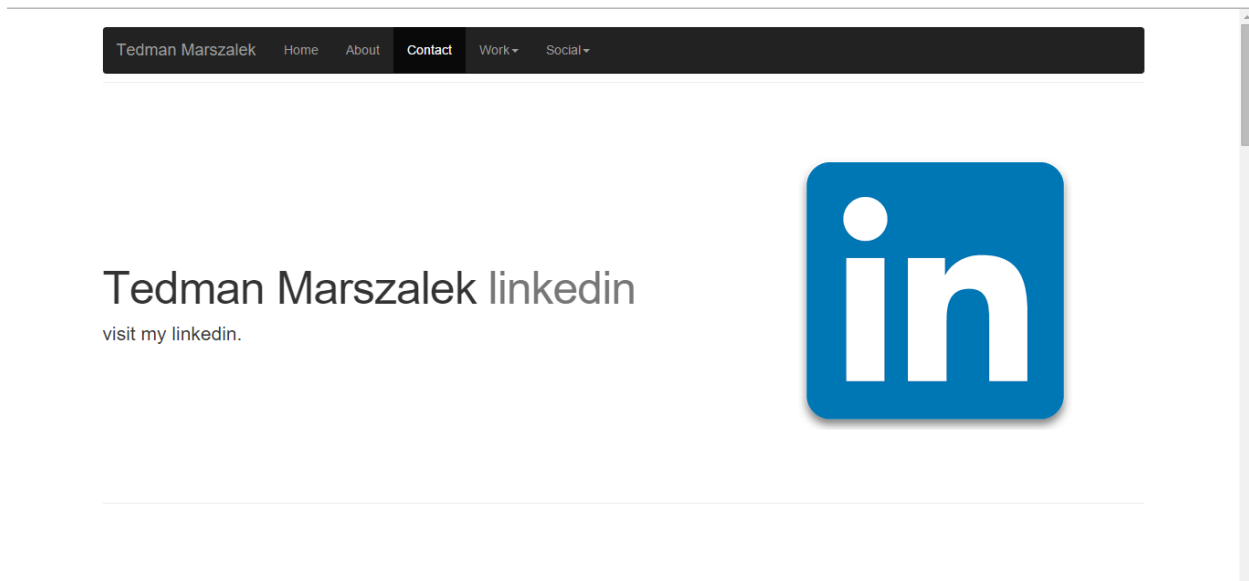 Tedman Marszalek Home About Contact Work Social
in
Tedman Marszalek linkedin
visit my linkedin.